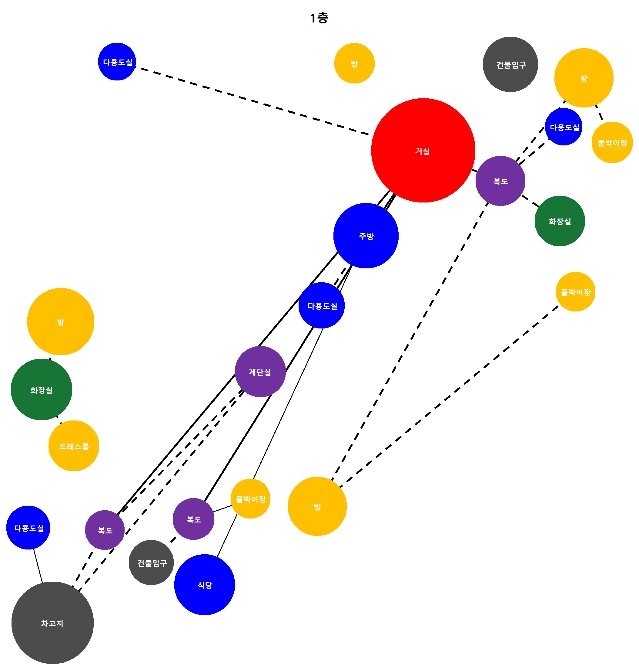 1층
다용도실
방
건물입구
방
다용도실
붙박이장
거실
복도
화장실
주방
붙박이장
다용도실
방
계단실
화장실
드레스룸
붙박이장
방
다용도실
복도
복도
건물입구
식당
차고지